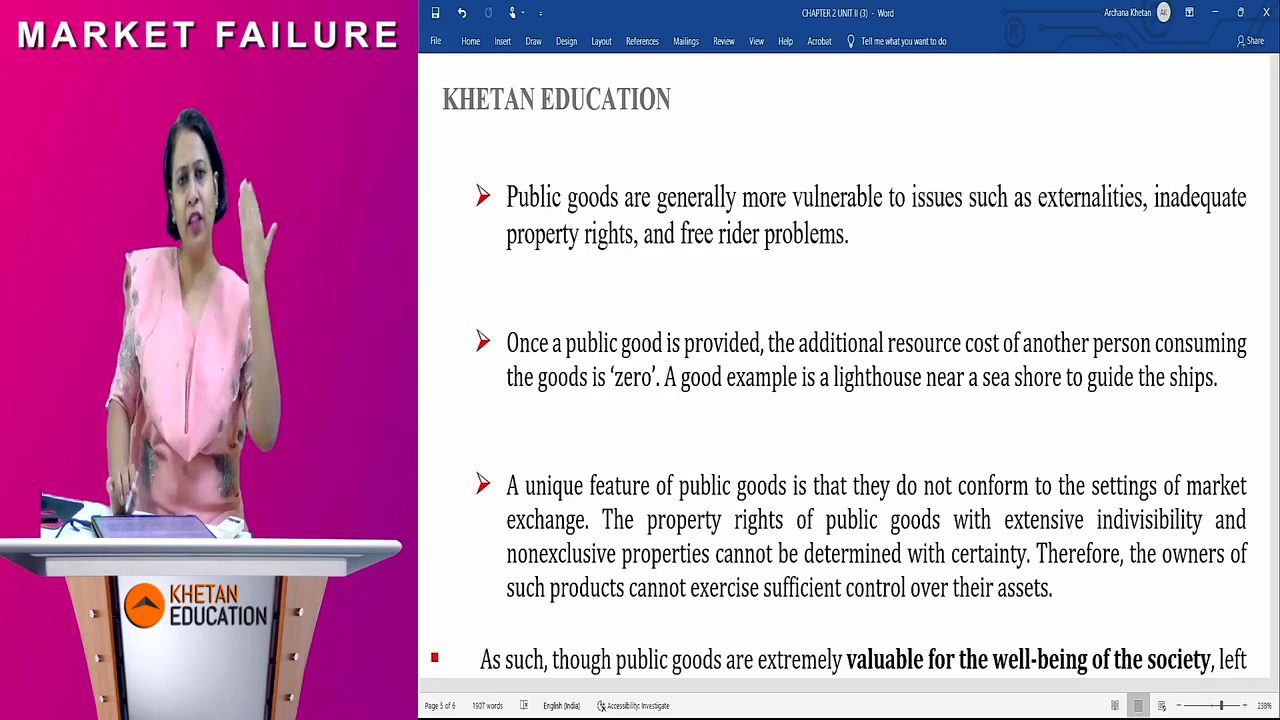 MARKET FAILURE
CHAPTER 2 UNIT II (3) - Word
Archana Khetan
AK
File Home Insert Draw Design Layout References Mailings Review View Help Acrobat Tell me what you want to do
Share
KHETAN EDUCATION
Public goods are generally more vulnerable to issues such as externalities, inadequate
property rights, and free rider problems.
Once a public good is provided, the additional resource cost of another person consuming
the goods is ‘zero’. A good example is a lighthouse near a sea shore to guide the ships.
A unique feature of public goods is that they do not conform to the settings of market
exchange. The property rights of public goods with extensive indivisibility and
nonexclusive properties cannot be determined with certainty. Therefore, the owners of
such products cannot exercise sufficient control over their assets.
As such, though public goods are extremely valuable for the well-being of the society, left
KHETAN
EDUCATION
Page 5 of 6 1907 words English (India) Accessibility: Investigate
238%